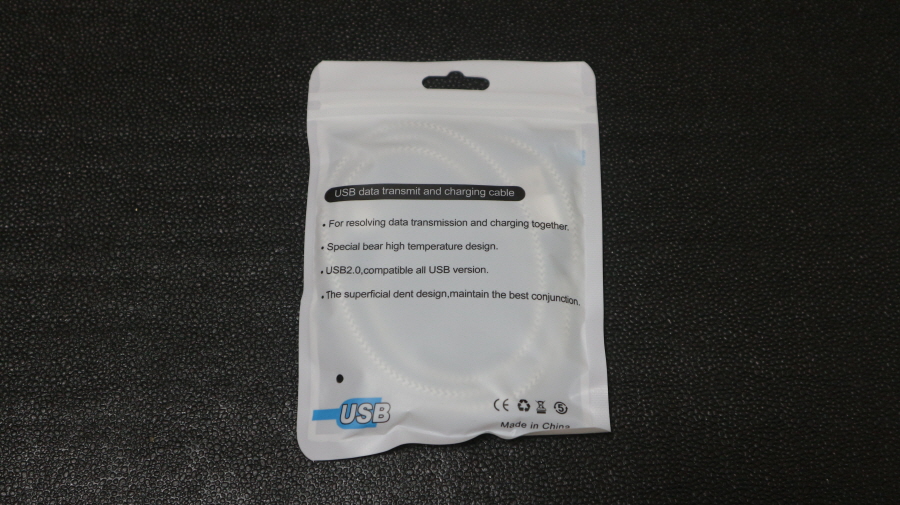 USB data transmit and charging cable
• For resolving data transmission and charging together.
• Special bear high temperature design.
• USB2.0,compatible all USB version.
• The superficial dent design,maintain the best conjunction.
USB
CE 5
Made in China